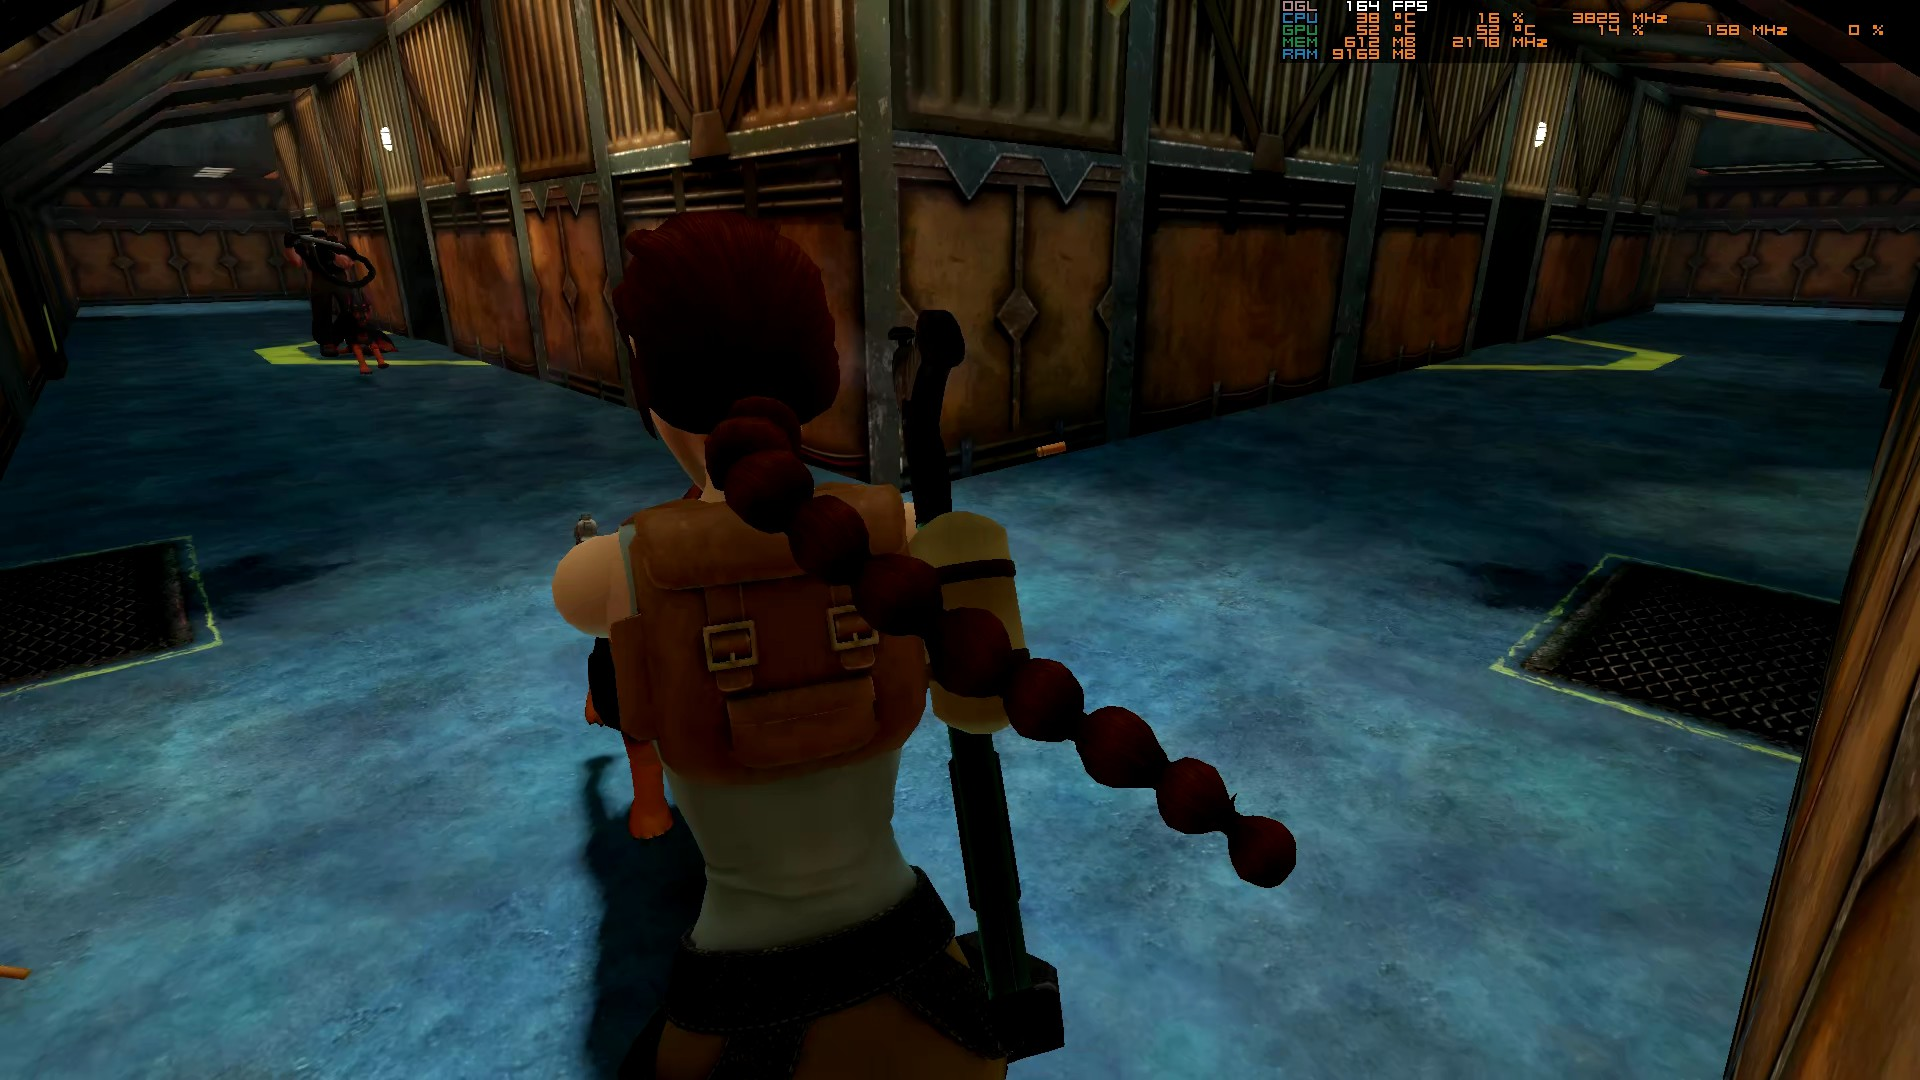 OGL 164 FPS
CPU 38 °C 16 % 3825 MHz
GPU 52 °C 52 °C 14 % 158 MHz 0 %
MEM 612 MB 2178 MHz
RAM 9169 MB